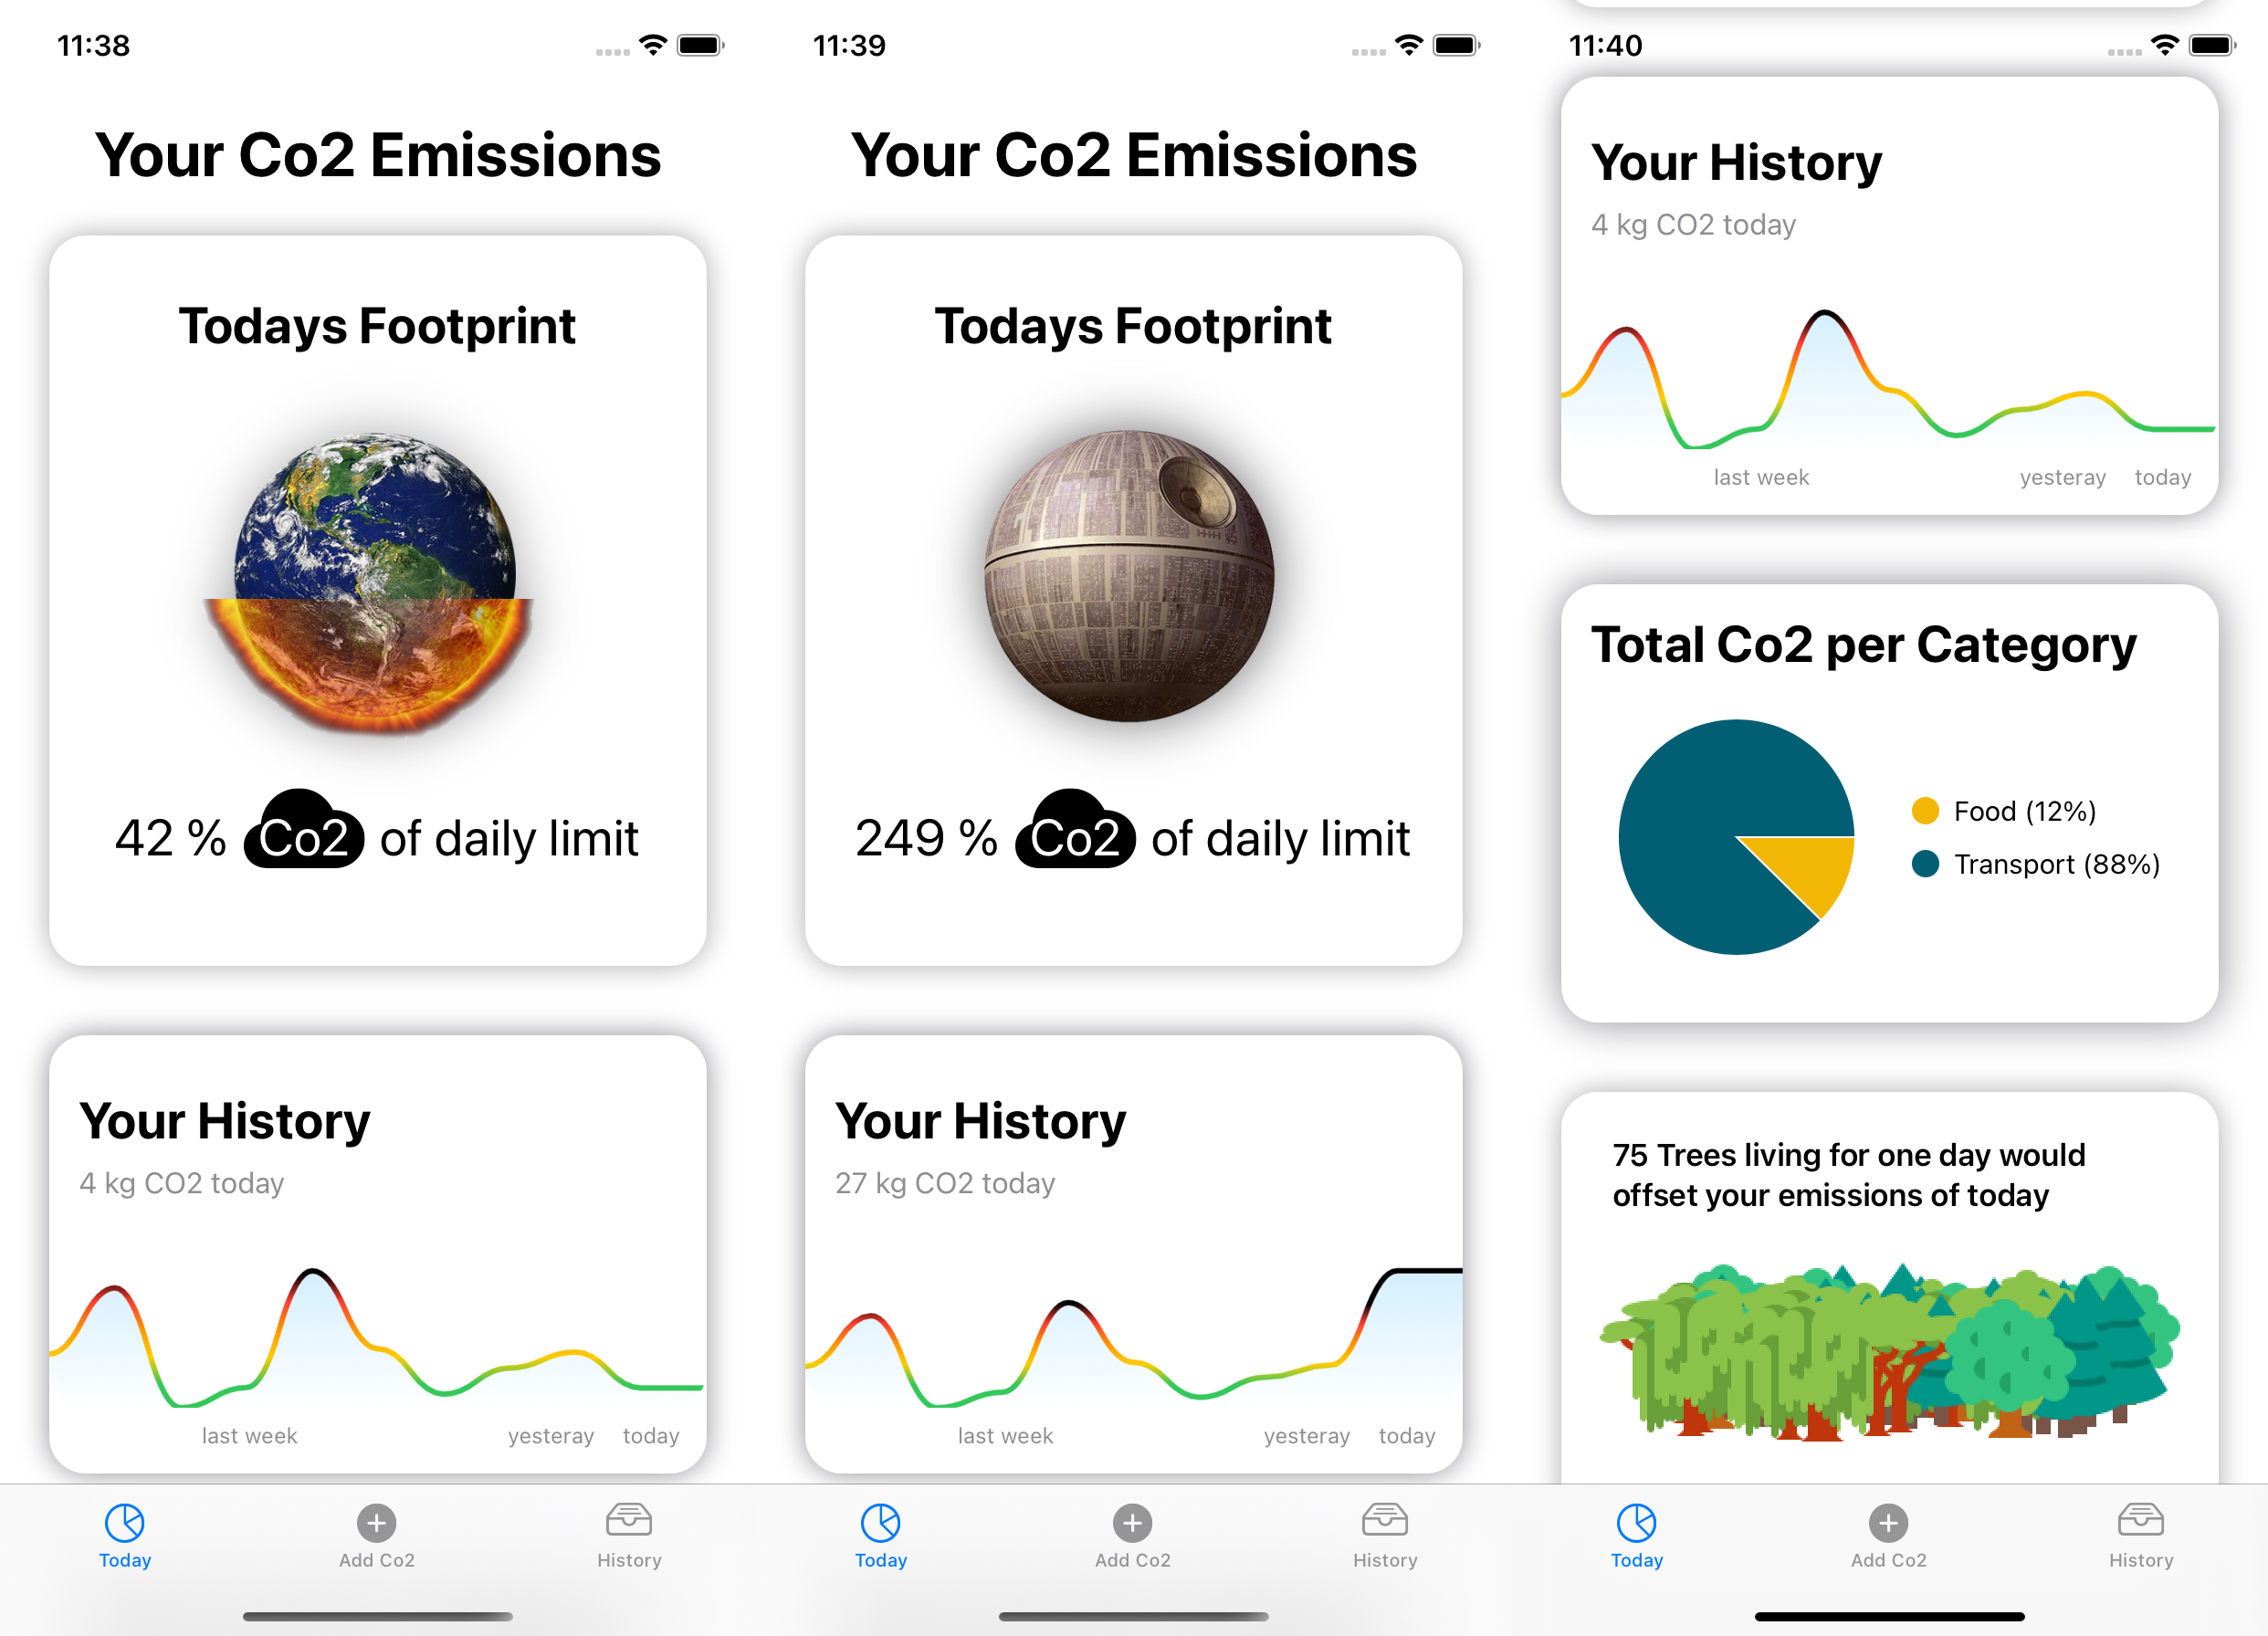 11:38
Your Co2 Emissions
Todays Footprint
42 % Co2 of daily limit
Your History
4 kg CO2 today
last week yesteray today
Today Add Co2 History
11:39
Your Co2 Emissions
Todays Footprint
249 % Co2 of daily limit
Your History
27 kg CO2 today
last week yesteray today
Today Add Co2 History
11:40
Your History
4 kg CO2 today
last week yesteray today
Total Co2 per Category
Food (12%)
Transport (88%)
75 Trees living for one day would
offset your emissions of today
Today Add Co2 History